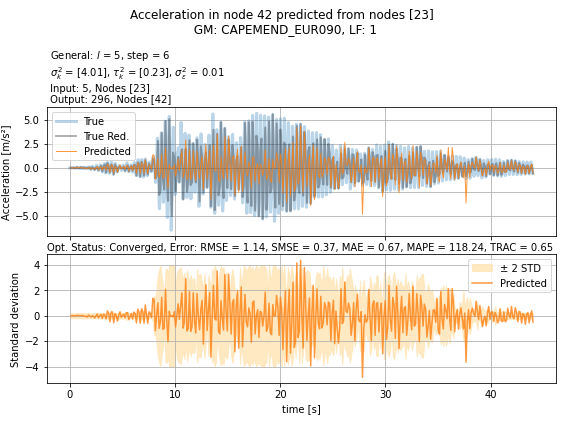 Acceleration in node 42 predicted from nodes [23]
GM: CAPEMEND_EUR090, LF: 1
General: l = 5, step = 6
σ²ₖ = [4.01], τ²ₖ = [0.23], σ²ₑ = 0.01
Input: 5, Nodes [23]
Output: 296, Nodes [42]
Acceleration [m/s²]
5.0
2.5
0.0
−2.5
−5.0
True
True Red.
Predicted
Opt. Status: Converged, Error: RMSE = 1.14, SMSE = 0.37, MAE = 0.67, MAPE = 118.24, TRAC = 0.65
Standard deviation
4
2
0
−2
−4
± 2 STD
Predicted
0
10
20
30
40
time [s]